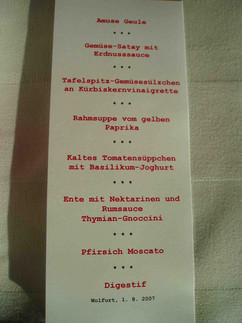 Amuse Geule
* * *
Gemüse-Satay mit
Erdnusssauce
* * *
Tafelspitz-Gemüsesülzchen
an Kürbiskernvinaigrette
* * *
Rahmsuppe vom gelben
Paprika
* * *
Kaltes Tomatensüppchen
mit Basilikum-Joghurt
* * *
Ente mit Nektarinen und
Rumsauce
Thymian-Gnoccini
* * *
Pfirsich Moscato
* * *
Digestif
Wolfurt, 1. 8. 2007